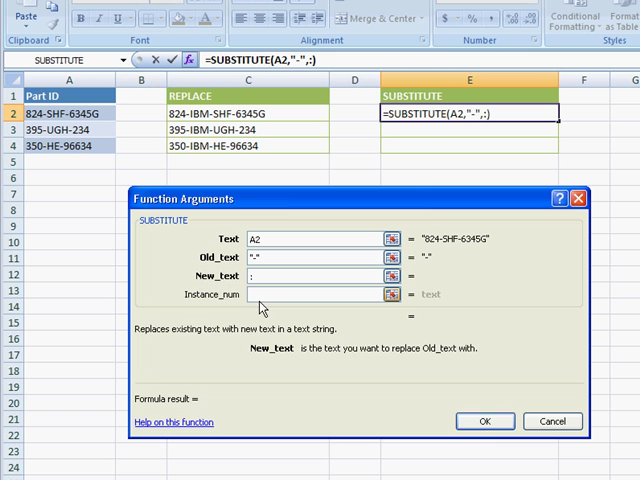 Paste
B I U
A
Merge & Center
$ % ,
Conditional Format
Formatting as Table
Clipboard
Font
Alignment
Number
Styles
SUBSTITUTE
fx
=SUBSTITUTE(A2,"-",:)
A B C D E F G
1 Part ID REPLACE SUBSTITUTE
2 824-SHF-6345G 824-IBM-SHF-6345G =SUBSTITUTE(A2,"-",:)
3 395-UGH-234 395-IBM-UGH-234
4 350-HE-96634 350-IBM-HE-96634
5
6
7
8
9
10
11
12
13
14
15
16
17
18
19
20
21
22
23
24
Function Arguments
SUBSTITUTE
Text A2 = "824-SHF-6345G"
Old_text "-" = "-"
New_text : =
Instance_num = text
=
Replaces existing text with new text in a text string.
New_text is the text you want to replace Old_text with.
Formula result =
Help on this function
OK
Cancel